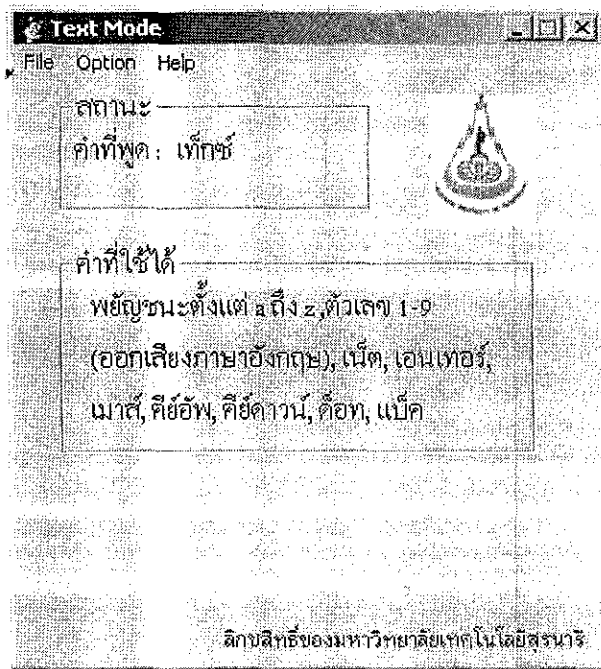 Text Mode
File Option Help
สถานะ
คำที่พูด : เท็กซ์
คำที่ใช้ได้
พยัญชนะตั้งแต่ a ถึง z ,ตัวเลข 1-9
(ออกเสียงภาษาอังกฤษ), เน็ต, เอนเทอร์,
เมาส์, คีย์อัพ, คีย์ดาวน์, ด็อท, แบ็ค
ลิกขสิทธิ์ของมหาวิทยาลัยเทคโนโลยีสุรนารี